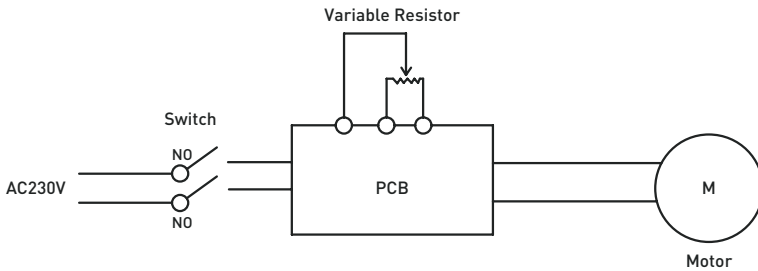 Variable Resistor
Switch
NO
AC230V
NO
PCB
M
Motor